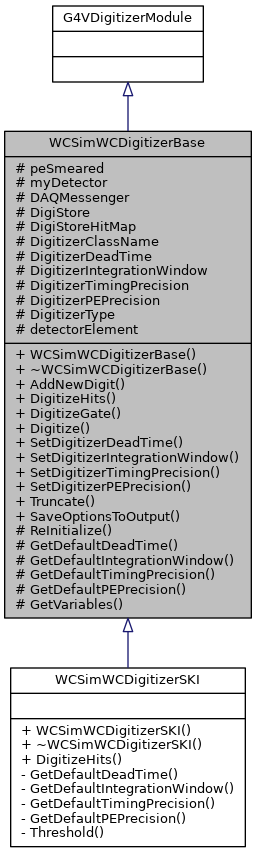 G4VDigitizerModule
WCSimWCDigitizerBase
# peSmeared
# myDetector
# DAQMessenger
# DigiStore
# DigiStoreHitMap
# DigitizerClassName
# DigitizerDeadTime
# DigitizerIntegrationWindow
# DigitizerTimingPrecision
# DigitizerPEPrecision
# DigitizerType
# detectorElement
+ WCSimWCDigitizerBase()
+ ~WCSimWCDigitizerBase()
+ AddNewDigit()
+ DigitizeHits()
+ DigitizeGate()
+ Digitize()
+ SetDigitizerDeadTime()
+ SetDigitizerIntegrationWindow()
+ SetDigitizerTimingPrecision()
+ SetDigitizerPEPrecision()
+ Truncate()
+ SaveOptionsToOutput()
# ReInitialize()
# GetDefaultDeadTime()
# GetDefaultIntegrationWindow()
# GetDefaultTimingPrecision()
# GetDefaultPEPrecision()
# GetVariables()
WCSimWCDigitizerSKI
+ WCSimWCDigitizerSKI()
+ ~WCSimWCDigitizerSKI()
+ DigitizeHits()
- GetDefaultDeadTime()
- GetDefaultIntegrationWindow()
- GetDefaultTimingPrecision()
- GetDefaultPEPrecision()
- Threshold()